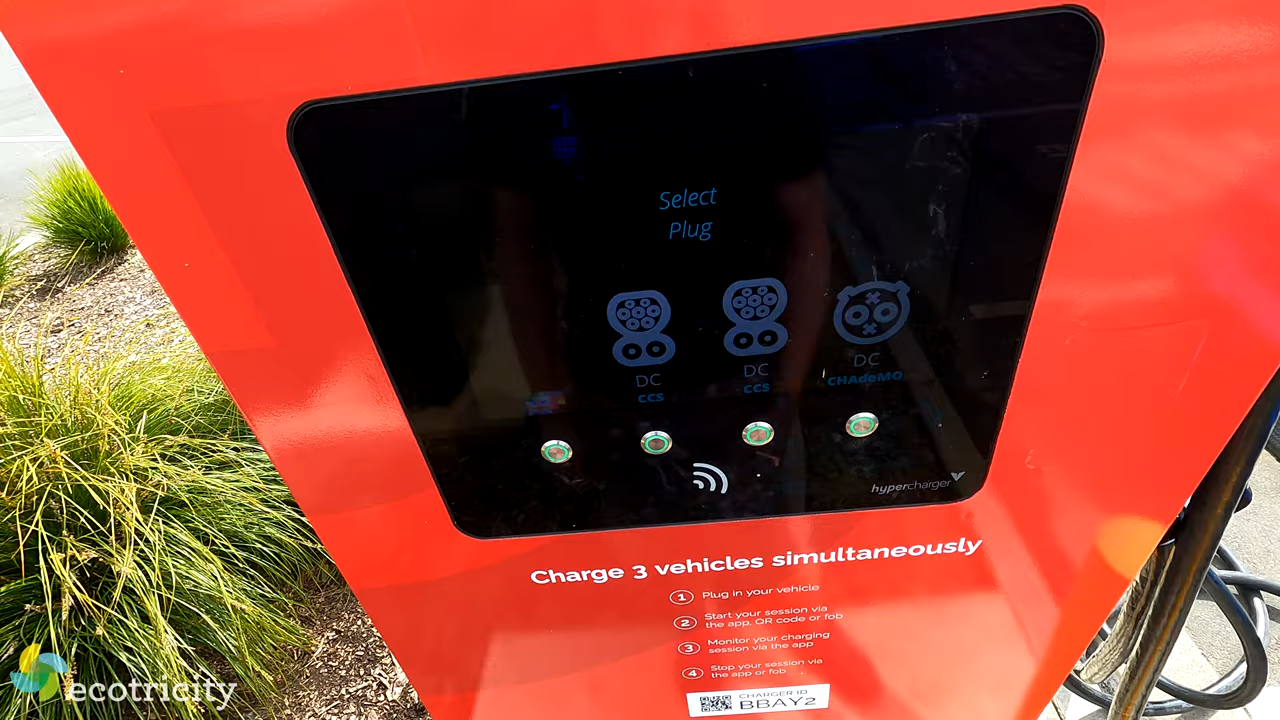 Select
Plug
DC
CCS
DC
CCS
DC
CHAdeMO
hypercharger
Charge 3 vehicles simultaneously
1 Plug in your vehicle
2 Start your session via
the app, QR code or fob
3 Monitor your charging
session via the app
4 Stop your session via
the app or fob
CHARGER ID
BBAY2
ecotricity